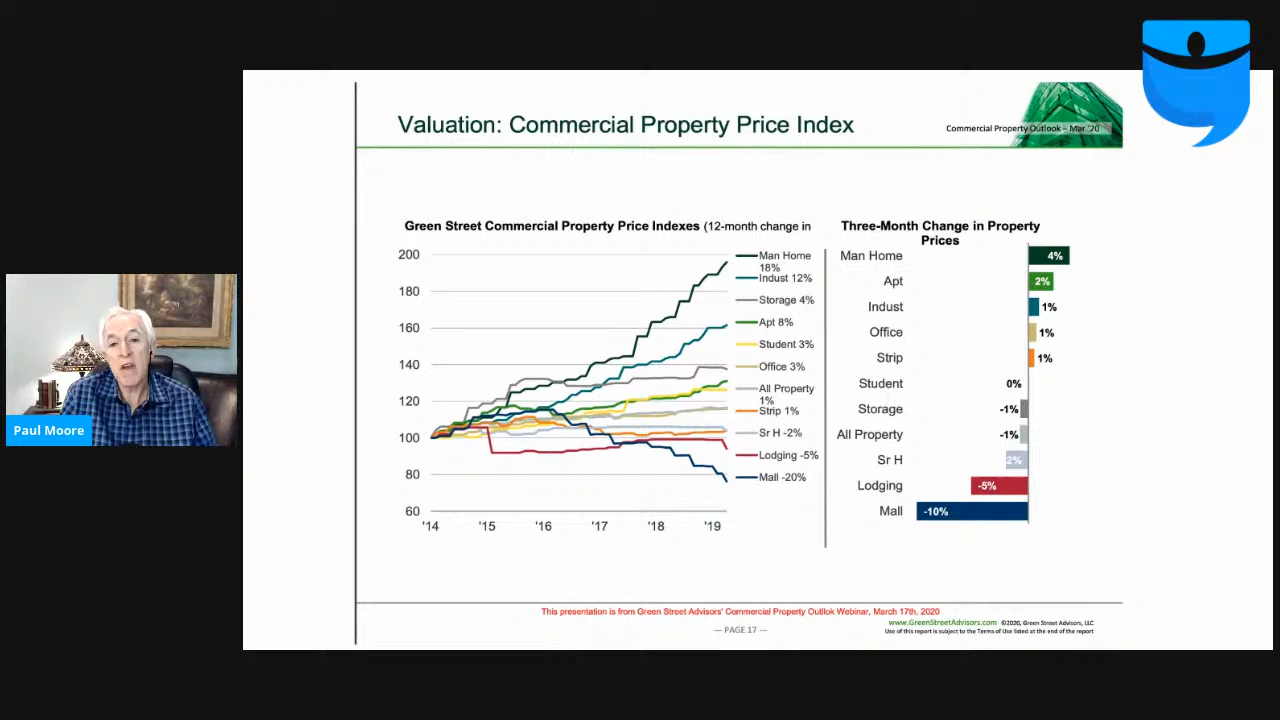 Valuation: Commercial Property Price Index
Commercial Property Outlook – Mar '20
Green Street Commercial Property Price Indexes (12-month change in
200
180
160
140
120
100
80
60
'14
'15
'16
'17
'18
'19
Man Home
18%
Indust 12%
Storage 4%
Apt 8%
Student 3%
Office 3%
All Property
1%
Strip 1%
Sr H -2%
Lodging -5%
Mall -20%
Three-Month Change in Property
Prices
Man Home 4%
Apt 2%
Indust 1%
Office 1%
Strip 1%
Student 0%
Storage -1%
All Property -1%
Sr H 2%
Lodging -5%
Mall -10%
Paul Moore
This presentation is from Green Street Advisors' Commercial Property Outllok Webinar, March 17th, 2020
— PAGE 17 —
www.GreenStreetAdvisors.com ©2020, Green Street Advisors, LLC
Use of this report is subject to the Terms of Use listed at the end of the report